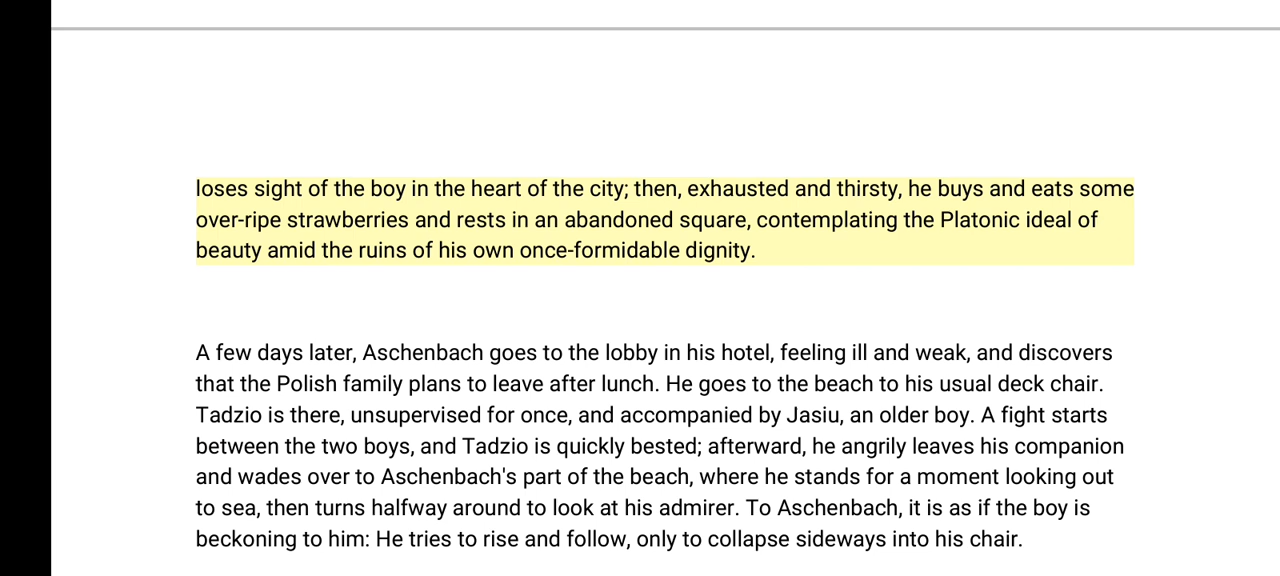 loses sight of the boy in the heart of the city; then, exhausted and thirsty, he buys and eats some
over-ripe strawberries and rests in an abandoned square, contemplating the Platonic ideal of
beauty amid the ruins of his own once-formidable dignity.
A few days later, Aschenbach goes to the lobby in his hotel, feeling ill and weak, and discovers
that the Polish family plans to leave after lunch. He goes to the beach to his usual deck chair.
Tadzio is there, unsupervised for once, and accompanied by Jasiu, an older boy. A fight starts
between the two boys, and Tadzio is quickly bested; afterward, he angrily leaves his companion
and wades over to Aschenbach's part of the beach, where he stands for a moment looking out
to sea, then turns halfway around to look at his admirer. To Aschenbach, it is as if the boy is
beckoning to him: He tries to rise and follow, only to collapse sideways into his chair.